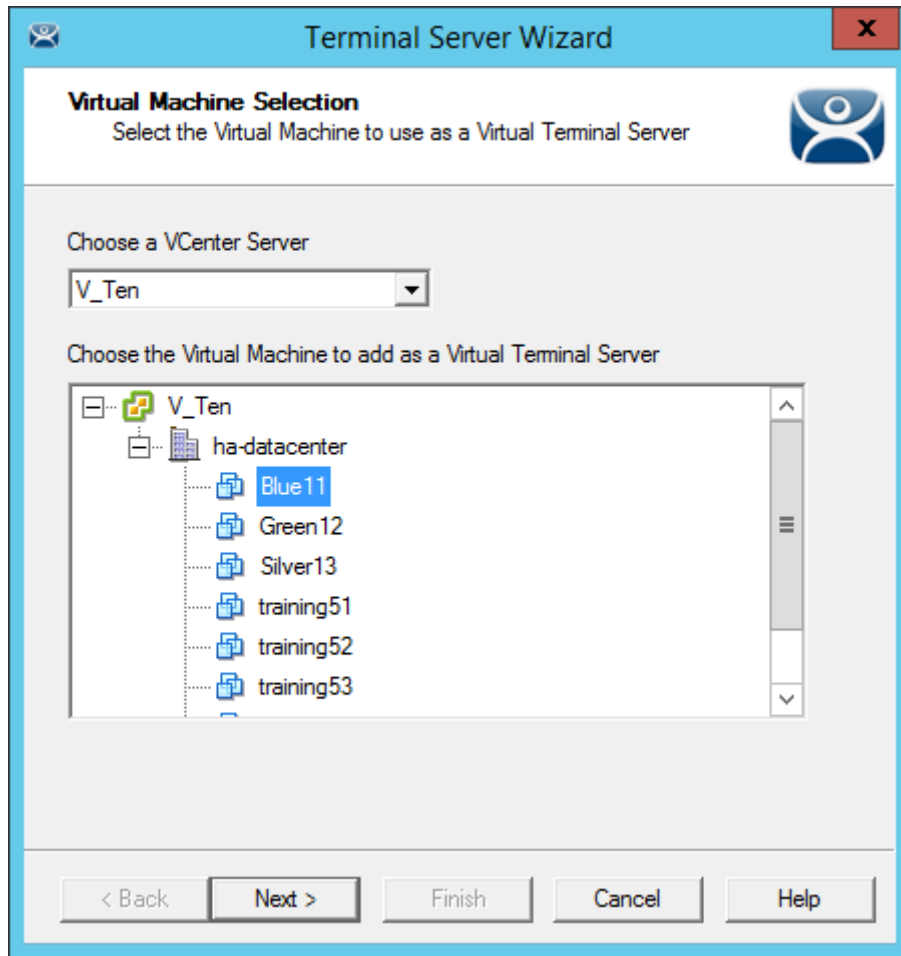 Terminal Server Wizard
x
Virtual Machine Selection
Select the Virtual Machine to use as a Virtual Terminal Server
Choose a VCenter Server
V_Ten
Choose the Virtual Machine to add as a Virtual Terminal Server
V_Ten
ha-datacenter
Blue11
Green12
Silver13
training51
training52
training53
< Back Next > Finish Cancel Help